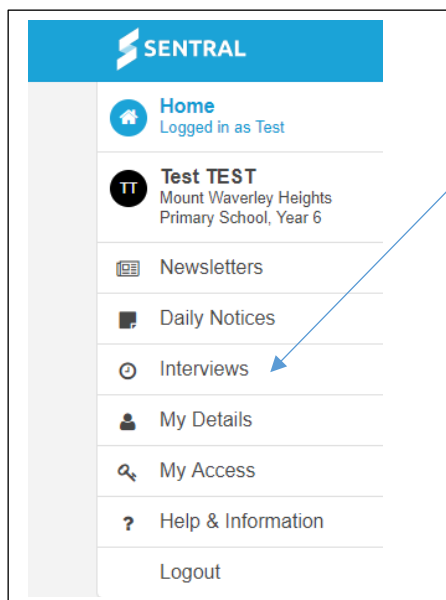 SENTRAL
Home
Logged in as Test
TT
Test TEST
Mount Waverley Heights
Primary School, Year 6
Newsletters
Daily Notices
Interviews
My Details
My Access
? Help & Information
Logout